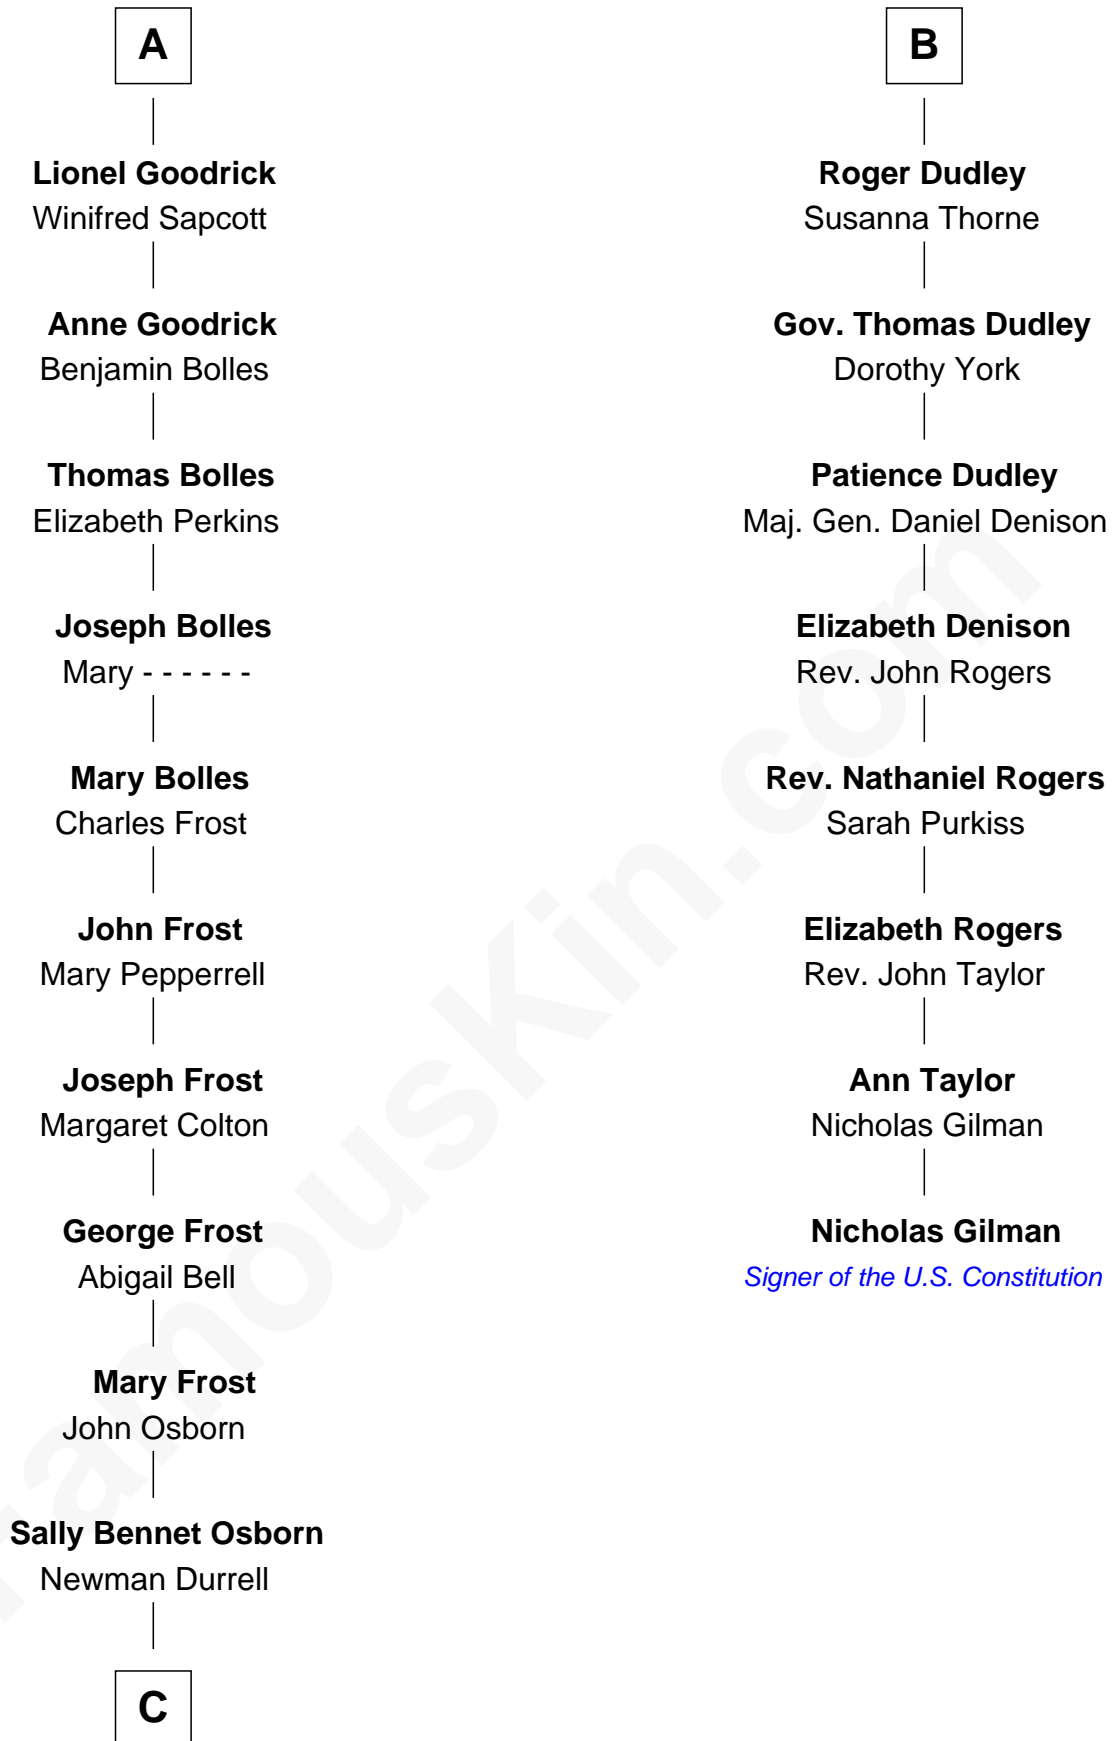 A
Lionel Goodrick
Winifred Sapcott
Anne Goodrick
Benjamin Bolles
Thomas Bolles
Elizabeth Perkins
Joseph Bolles
Mary - - - - - -
Mary Bolles
Charles Frost
John Frost
Mary Pepperrell
Joseph Frost
Margaret Colton
George Frost
Abigail Bell
Mary Frost
John Osborn
Sally Bennet Osborn
Newman Durrell
C
B
Roger Dudley
Susanna Thorne
Gov. Thomas Dudley
Dorothy York
Patience Dudley
Maj. Gen. Daniel Denison
Elizabeth Denison
Rev. John Rogers
Rev. Nathaniel Rogers
Sarah Purkiss
Elizabeth Rogers
Rev. John Taylor
Ann Taylor
Nicholas Gilman
Nicholas Gilman
Signer of the U.S. Constitution
FamousKin.com